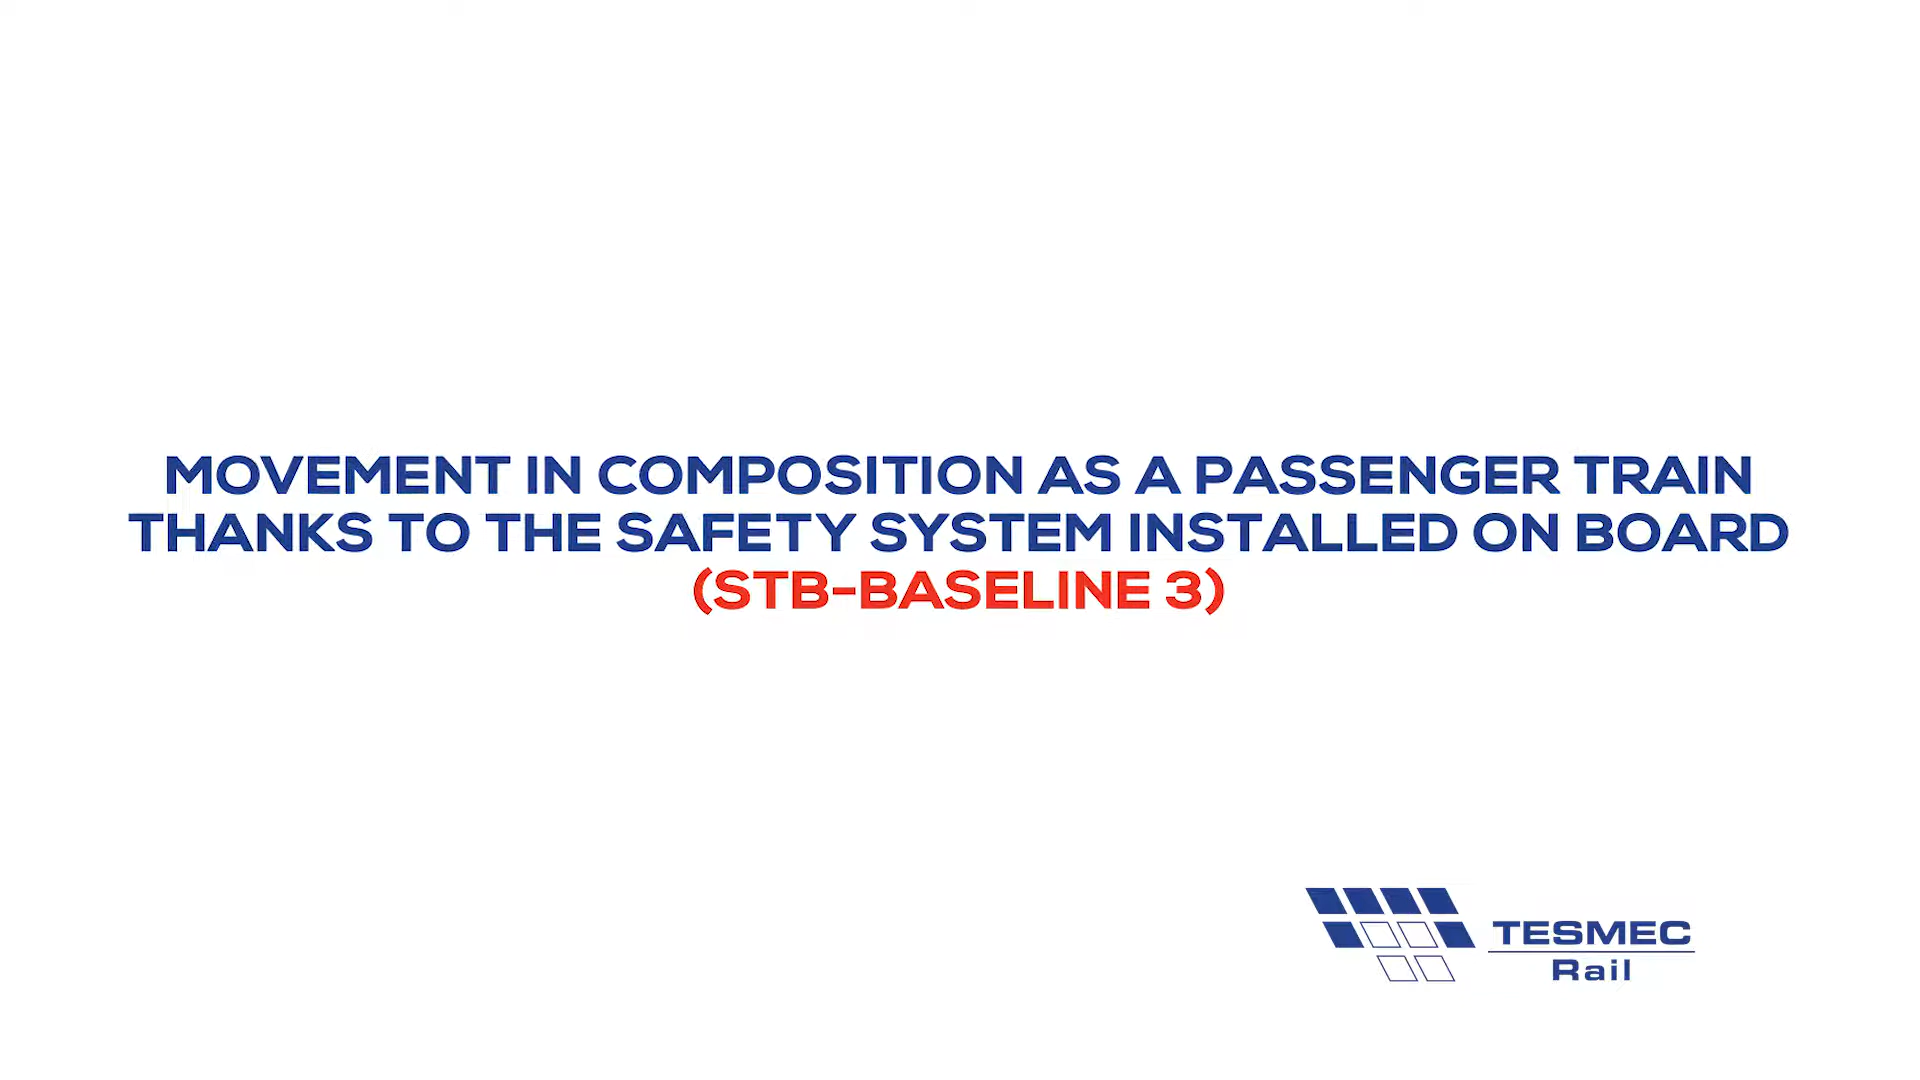 MOVEMENT IN COMPOSITION AS A PASSENGER TRAIN
THANKS TO THE SAFETY SYSTEM INSTALLED ON BOARD
(STB-BASELINE 3)
TESMEC
Rail